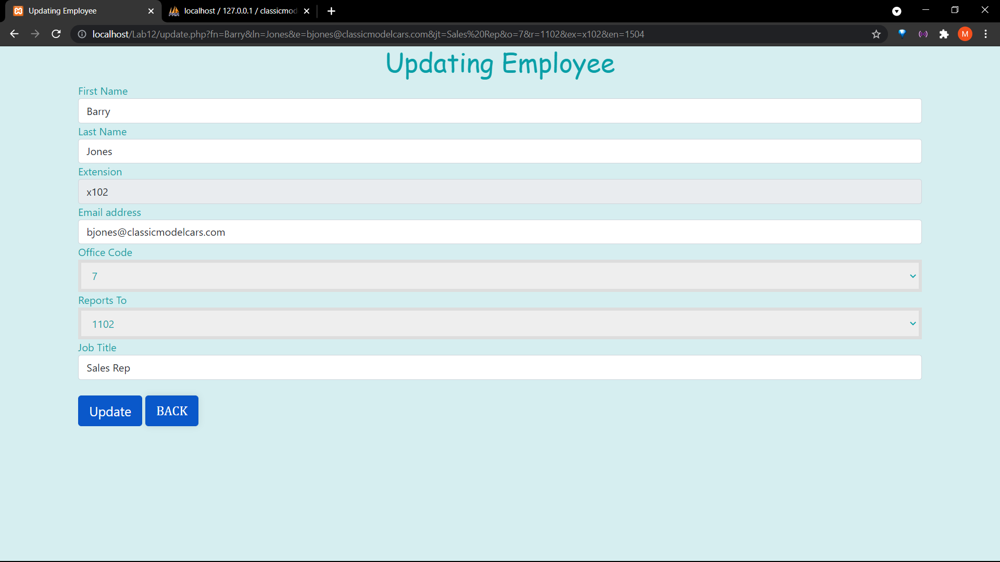 Updating Employee
localhost / 127.0.0.1 / classicmod
localhost/Lab12/update.php?fn=Barry&ln=Jones&e=bjones@classicmodelcars.com&jt=Sales%20Rep&o=7&r=1102&ex=x102&en=1504
M
Updating Employee
First Name
Barry
Last Name
Jones
Extension
x102
Email address
bjones@classicmodelcars.com
Office Code
7
Reports To
1102
Job Title
Sales Rep
Update
BACK